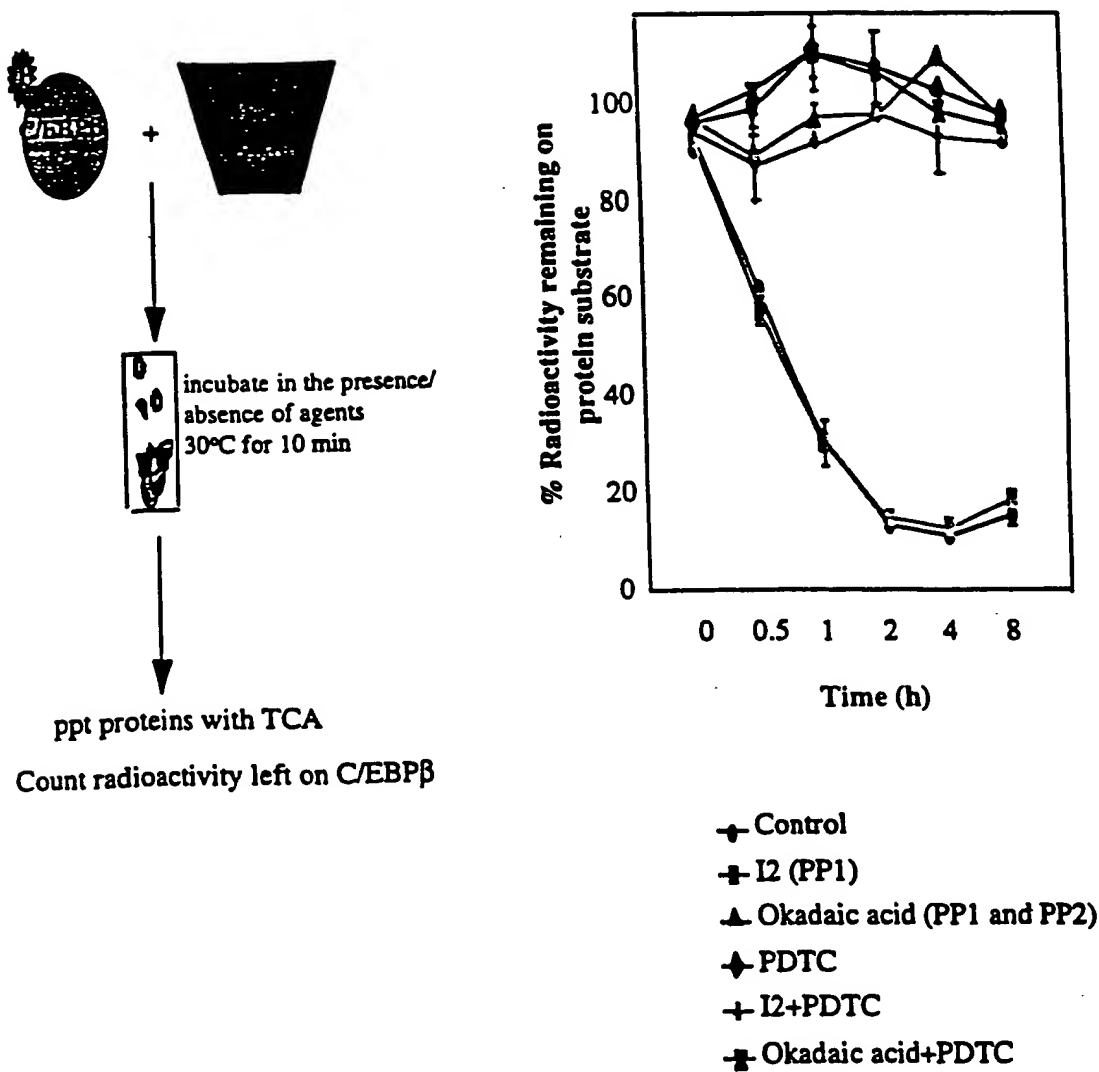 C/EBPβ
+
incubate in the presence/
absence of agents
30°C for 10 min
ppt proteins with TCA
Count radioactivity left on C/EBPβ
% Radioactivity remaining on
protein substrate
100
80
60
40
20
0
0 0.5 1 2 4 8
Time (h)
Control
I2 (PP1)
Okadaic acid (PP1 and PP2)
PDTC
I2+PDTC
Okadaic acid+PDTC